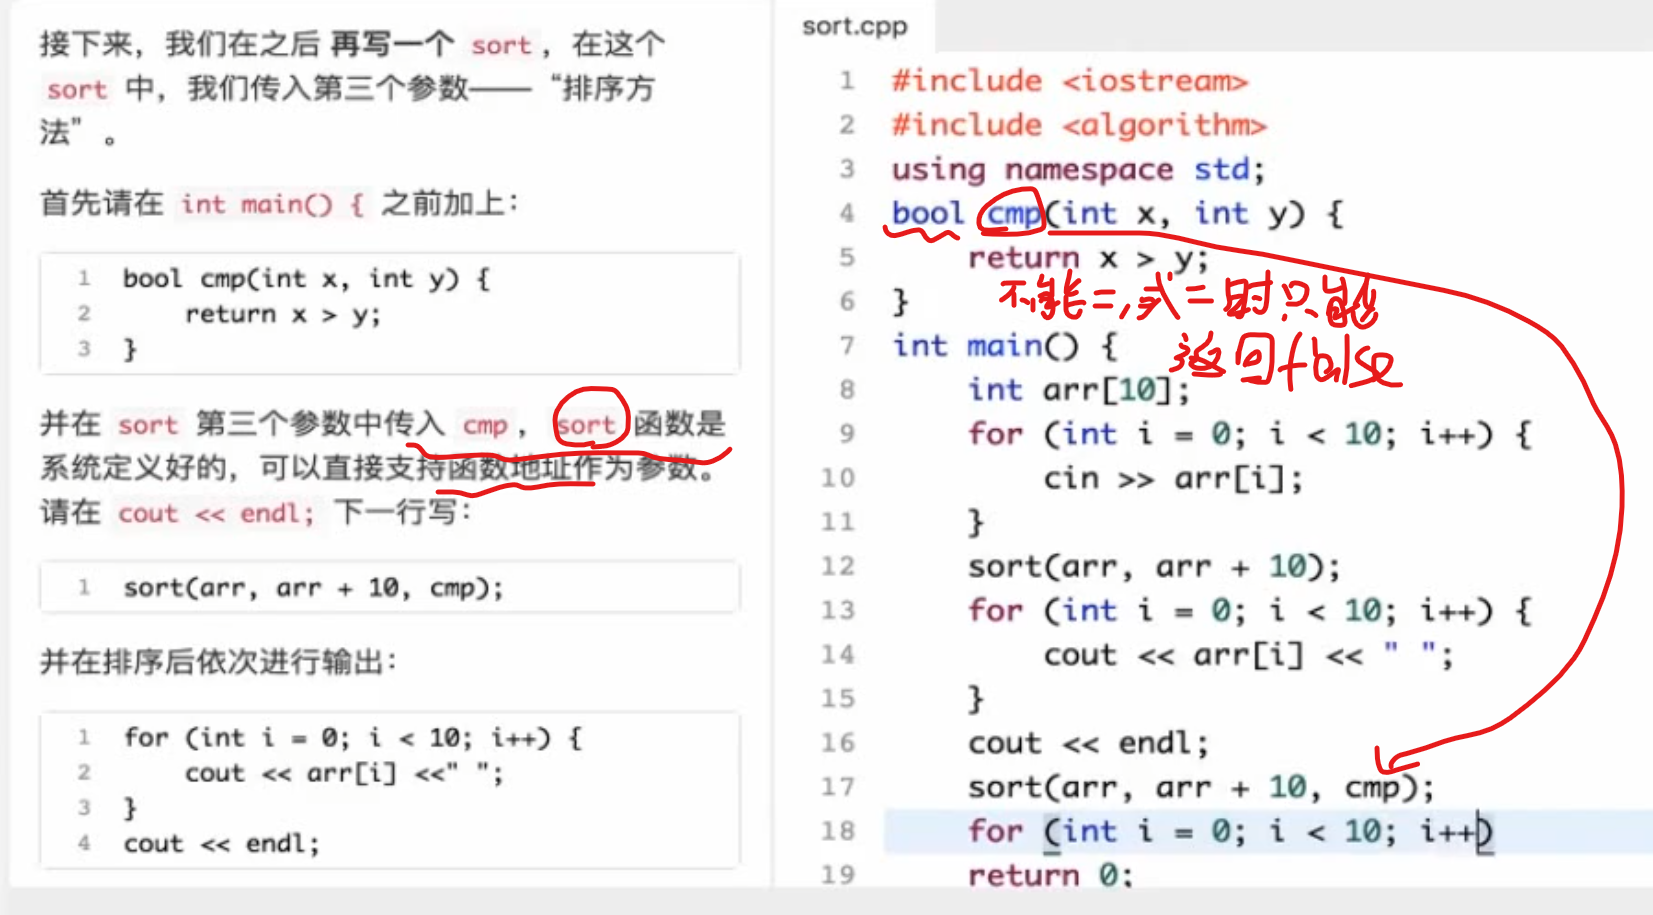 接下来，我们在之后 再写一个 sort，在这个
sort 中，我们传入第三个参数——“排序方
法”。
首先请在 int main() { 之前加上：
1 bool cmp(int x, int y) {
2 return x > y;
3 }
并在 sort 第三个参数中传入 cmp，sort 函数是
系统定义好的，可以直接支持函数地址作为参数。
请在 cout << endl; 下一行写：
1 sort(arr, arr + 10, cmp);
并在排序后依次进行输出：
1 for (int i = 0; i < 10; i++) {
2 cout << arr[i] <<" ";
3 }
4 cout << endl;
sort.cpp
1 #include <iostream>
2 #include <algorithm>
3 using namespace std;
4 bool cmp(int x, int y) {
5 return x > y;
不能=,或=时只能
返回false
6 }
7 int main() {
8 int arr[10];
9 for (int i = 0; i < 10; i++) {
10 cin >> arr[i];
11 }
12 sort(arr, arr + 10);
13 for (int i = 0; i < 10; i++) {
14 cout << arr[i] << " ";
15 }
16 cout << endl;
17 sort(arr, arr + 10, cmp);
18 for (int i = 0; i < 10; i++)
19 return 0;